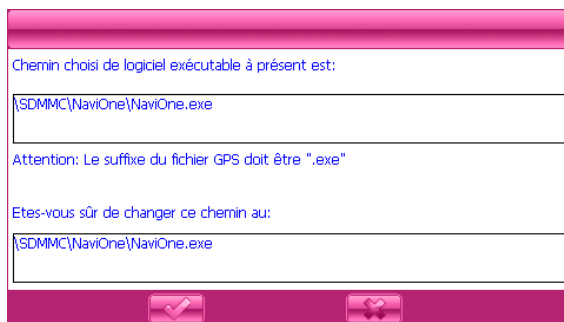 Chemin choisi de logiciel exécutable à présent est:
\SDMMC\NaviOne\NaviOne.exe
Attention: Le suffixe du fichier GPS doit être ".exe"
Etes-vous sûr de changer ce chemin au:
\SDMMC\NaviOne\NaviOne.exe